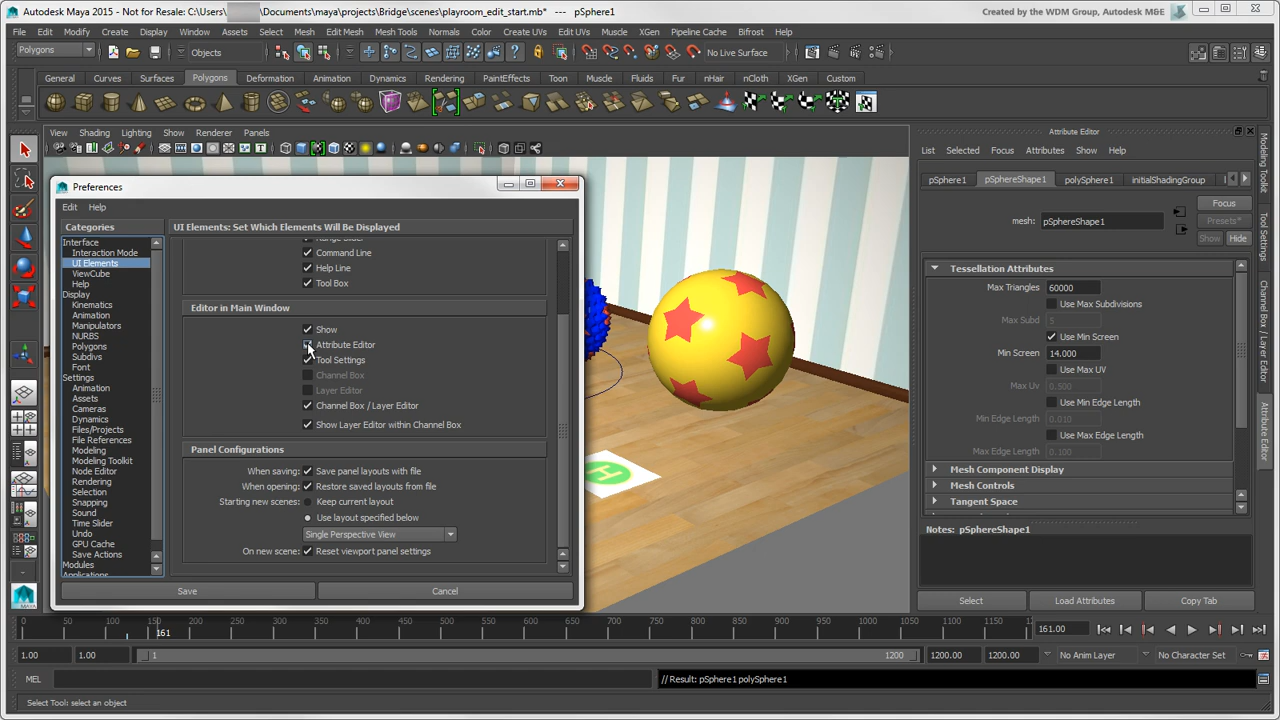 Autodesk Maya 2015 - Not for Resale: C:\Users\ \Documents\maya\projects\Bridge\scenes\playroom_edit_start.mb* --- pSphere1
Created by the WDM Group, Autodesk M&E
File Edit Modify Create Display Window Assets Select Mesh Edit Mesh Mesh Tools Normals Color Create UVs Edit UVs Muscle XGen Pipeline Cache Bifrost Help
Polygons Objects No Live Surface
General Curves Surfaces Polygons Deformation Animation Dynamics Rendering PaintEffects Toon Muscle Fluids Fur nHair nCloth XGen Custom
View Shading Lighting Show Renderer Panels
Preferences
Edit Help
Categories
Interface
Interaction Mode
UI Elements
ViewCube
Help
Display
Kinematics
Animation
Manipulators
NURBS
Polygons
Subdivs
Font
Settings
Animation
Assets
Cameras
Dynamics
Files/Projects
File References
Modeling
Modeling Toolkit
Node Editor
Rendering
Selection
Snapping
Sound
Time Slider
Undo
GPU Cache
Save Actions
Modules
Applications
UI Elements: Set Which Elements Will Be Displayed
Range Slider
Command Line
Help Line
Tool Box
Editor in Main Window
Show
Attribute Editor
Tool Settings
Channel Box
Layer Editor
Channel Box / Layer Editor
Show Layer Editor within Channel Box
Panel Configurations
When saving: Save panel layouts with file
When opening: Restore saved layouts from file
Starting new scenes: Keep current layout
Use layout specified below
Single Perspective View
On new scene: Reset viewport panel settings
Save Cancel
H
Attribute Editor
List Selected Focus Attributes Show Help
pSphere1 pSphereShape1 polySphere1 initialShadingGroup
Focus
mesh: pSphereShape1 Presets*
Show Hide
Tessellation Attributes
Max Triangles 60000
Use Max Subdivisions
Max Subd 5
Use Min Screen
Min Screen 14.000
Use Max UV
Max Uv 0.500
Use Min Edge Length
Min Edge Length 0.010
Use Max Edge Length
Max Edge Length 0.100
Mesh Component Display
Mesh Controls
Tangent Space
Notes: pSphereShape1
Select Load Attributes Copy Tab
Modeling Toolkit
Tool Settings
Channel Box / Layer Editor
Attribute Editor
0 50 100 150 161 200 250 300 350 400 450 500 550 600 650 700 750 800 850 900 950 1000 1050 1100 1150 1200
161.00
1.00 1.00 1 1200 1200.00 1200.00 No Anim Layer No Character Set
MEL // Result: pSphere1 polySphere1
Select Tool: select an object
MAYA